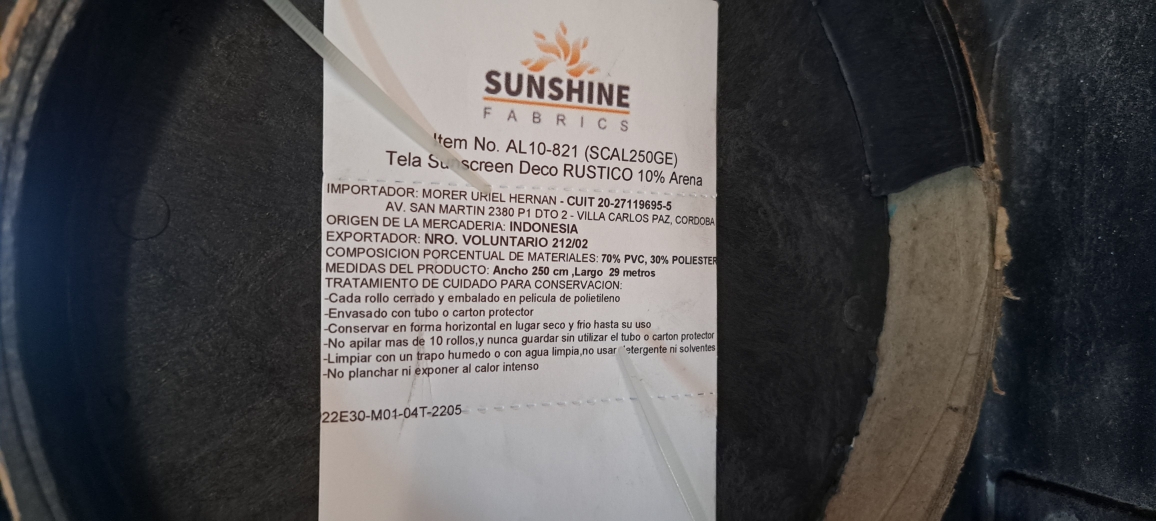 SUNSHINE
FABRICS
Item No. AL10-821 (SCAL250GE)
Tela Sunscreen Deco RUSTICO 10% Arena
IMPORTADOR: MORER URIEL HERNAN - CUIT 20-27119695-5
AV. SAN MARTIN 2380 P1 DTO 2 - VILLA CARLOS PAZ, CORDOBA
ORIGEN DE LA MERCADERIA: INDONESIA
EXPORTADOR: NRO. VOLUNTARIO 212/02
COMPOSICION PORCENTUAL DE MATERIALES: 70% PVC, 30% POLIESTER
MEDIDAS DEL PRODUCTO: Ancho 250 cm ,Largo 29 metros
TRATAMIENTO DE CUIDADO PARA CONSERVACION:
-Cada rollo cerrado y embalado en pelicula de polietileno
-Envasado con tubo o carton protector
-Conservar en forma horizontal en lugar seco y frio hasta su uso
-No apilar mas de 10 rollos,y nunca guardar sin utilizar el tubo o carton protector
-Limpiar con un trapo humedo o con agua limpia,no usar detergente ni solventes
-No planchar ni exponer al calor intenso
22E30-M01-04T-2205